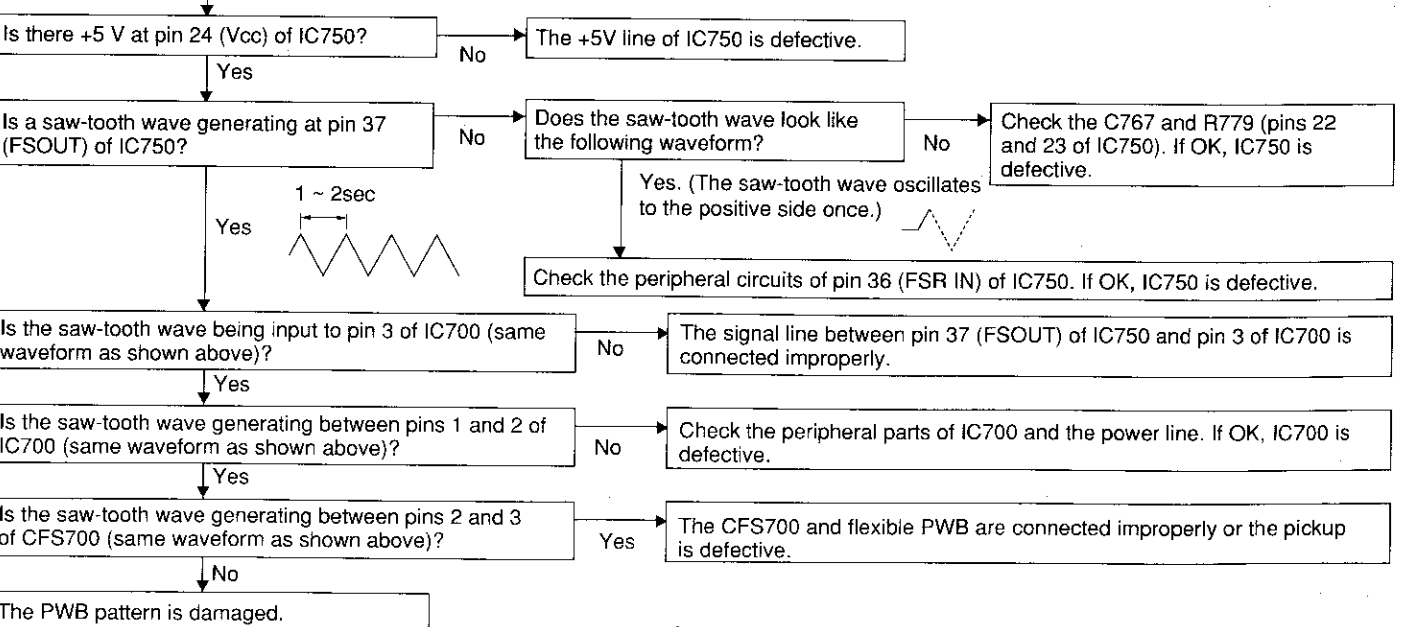 Is there +5 V at pin 24 (Vcc) of IC750?
No
The +5V line of IC750 is defective.
Yes
Is a saw-tooth wave generating at pin 37
(FSOUT) of IC750?
No
Does the saw-tooth wave look like
the following waveform?
No
Check the C767 and R779 (pins 22
and 23 of IC750). If OK, IC750 is
defective.
Yes
1 ~ 2sec
Yes. (The saw-tooth wave oscillates
to the positive side once.)
Check the peripheral circuits of pin 36 (FSR IN) of IC750. If OK, IC750 is defective.
Is the saw-tooth wave being input to pin 3 of IC700 (same
waveform as shown above)?
No
The signal line between pin 37 (FSOUT) of IC750 and pin 3 of IC700 is
connected improperly.
Yes
Is the saw-tooth wave generating between pins 1 and 2 of
IC700 (same waveform as shown above)?
No
Check the peripheral parts of IC700 and the power line. If OK, IC700 is
defective.
Yes
Is the saw-tooth wave generating between pins 2 and 3
of CFS700 (same waveform as shown above)?
Yes
The CFS700 and flexible PWB are connected improperly or the pickup
is defective.
No
The PWB pattern is damaged.